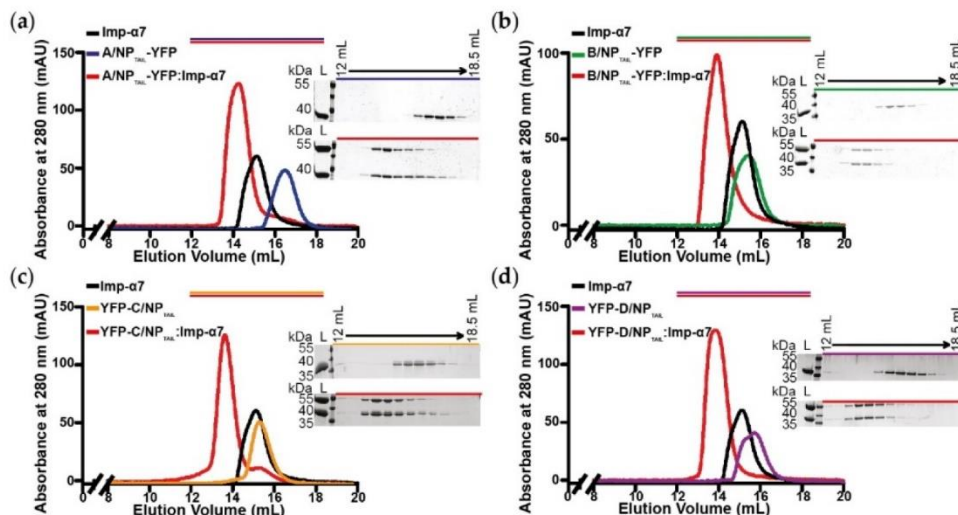 (a)
Imp-α7
A/NPTAIL-YFP
A/NPTAIL-YFP:Imp-α7
Absorbance at 280 nm (mAU)
150
100
50
0
0 8 10 12 14 16 18 20
Elution Volume (mL)
kDa L 12 mL 18.5 mL
55
40
55
40
(b)
Imp-α7
B/NPTAIL-YFP
B/NPTAIL-YFP:Imp-α7
Absorbance at 280 nm (mAU)
100
50
0
0 8 10 12 14 16 18 20
Elution Volume (mL)
kDa L 12 mL 18.5 mL
55
40
35
55
40
35
(c)
Imp-α7
YFP-C/NPTAIL
YFP-C/NPTAIL:Imp-α7
Absorbance at 280 nm (mAU)
150
100
50
0
0 8 10 12 14 16 18 20
Elution Volume (mL)
kDa L 12 mL 18.5 mL
55
40
35
kDa L
55
40
35
(d)
Imp-α7
YFP-D/NPTAIL
YFP-D/NPTAIL:Imp-α7
Absorbance at 280 nm (mAU)
150
100
50
0
0 8 10 12 14 16 18 20
Elution Volume (mL)
kDa L 12 mL 18.5 mL
55
40
35
kDa L
55
40
35